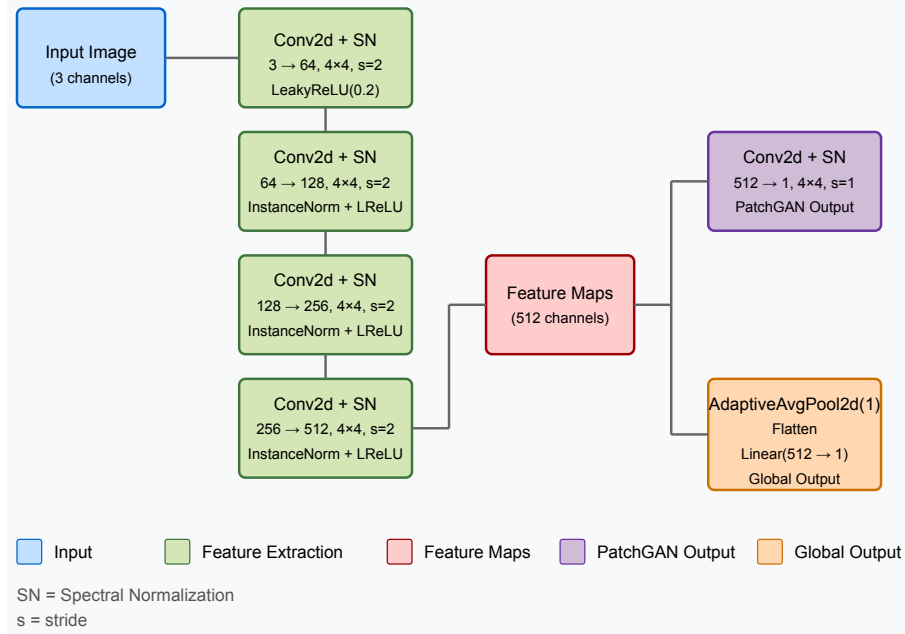 Input Image
(3 channels)
Conv2d + SN
3 → 64, 4×4, s=2
LeakyReLU(0.2)
Conv2d + SN
64 → 128, 4×4, s=2
InstanceNorm + LReLU
Conv2d + SN
128 → 256, 4×4, s=2
InstanceNorm + LReLU
Conv2d + SN
256 → 512, 4×4, s=2
InstanceNorm + LReLU
Feature Maps
(512 channels)
Conv2d + SN
512 → 1, 4×4, s=1
PatchGAN Output
AdaptiveAvgPool2d(1)
Flatten
Linear(512 → 1)
Global Output
Input
Feature Extraction
Feature Maps
PatchGAN Output
Global Output
SN = Spectral Normalization
s = stride